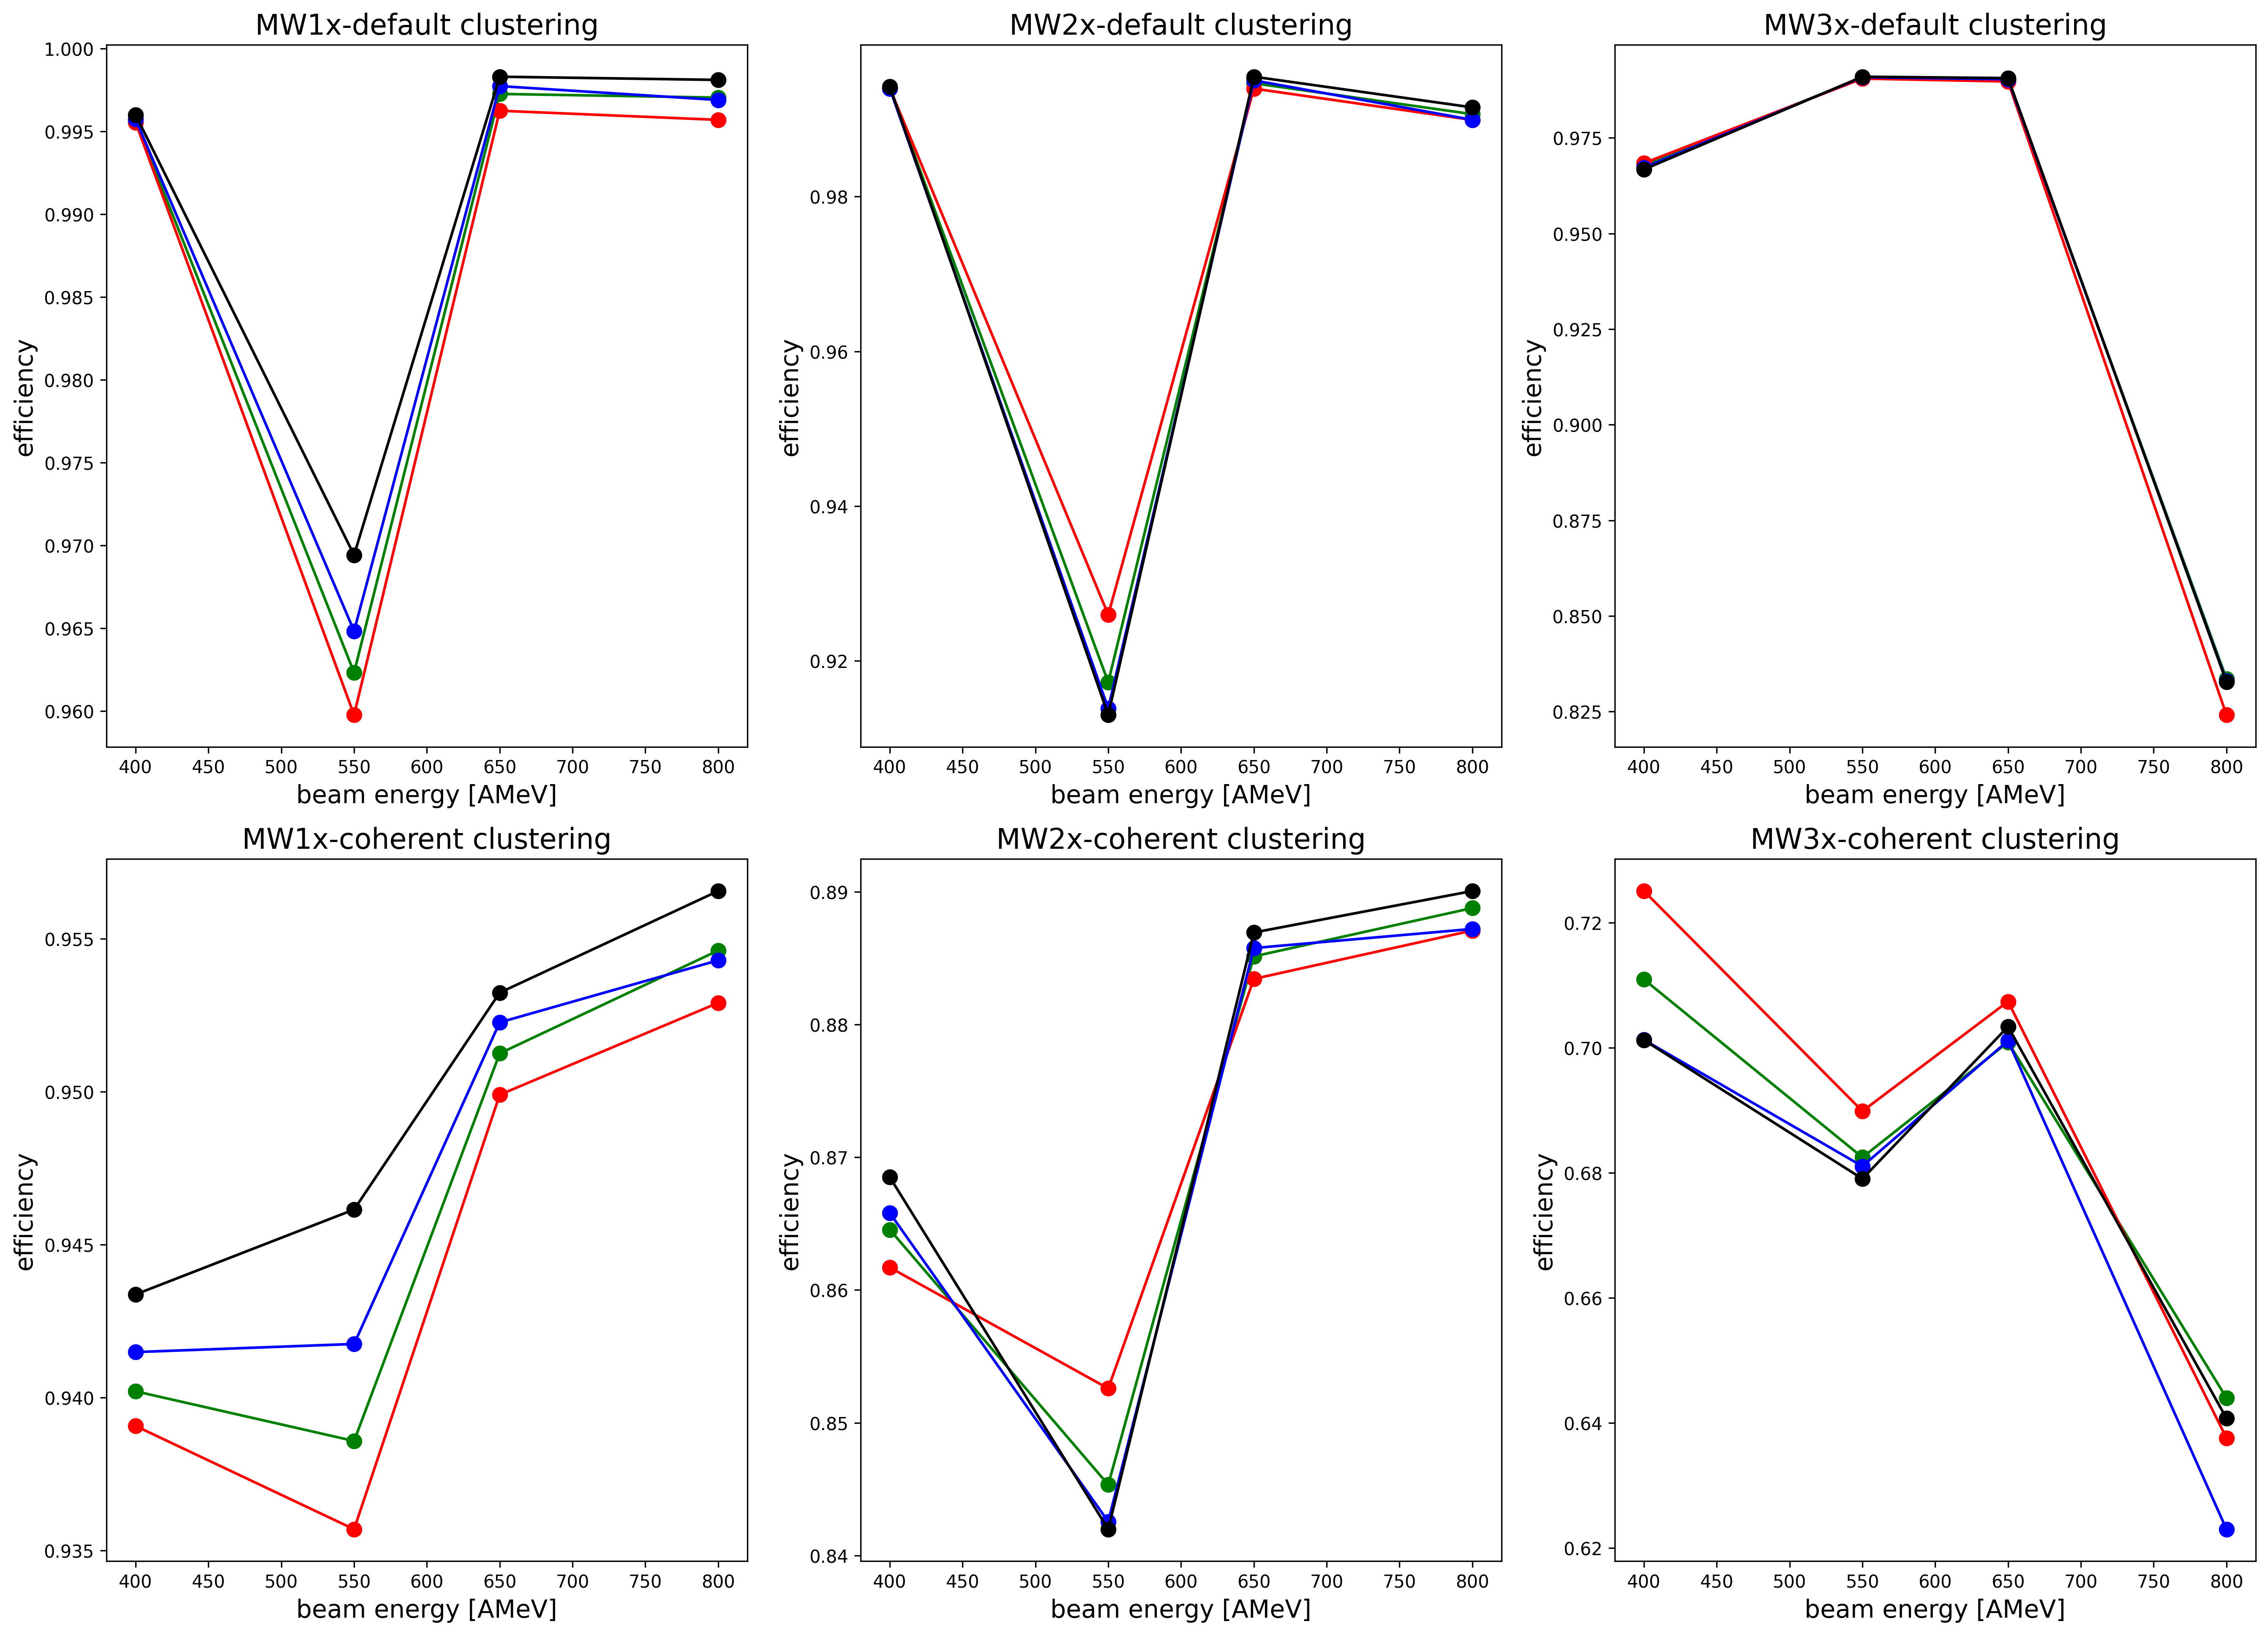 MW1x-default clustering
1.000
0.995
0.990
0.985
0.980
0.975
0.970
0.965
0.960
efficiency
400 450 500 550 600 650 700 750 800
beam energy [AMeV]
MW2x-default clustering
0.98
0.96
0.94
0.92
efficiency
400 450 500 550 600 650 700 750 800
beam energy [AMeV]
MW3x-default clustering
0.975
0.950
0.925
0.900
0.875
0.850
0.825
efficiency
400 450 500 550 600 650 700 750 800
beam energy [AMeV]
MW1x-coherent clustering
0.955
0.950
0.945
0.940
0.935
efficiency
400 450 500 550 600 650 700 750 800
beam energy [AMeV]
MW2x-coherent clustering
0.89
0.88
0.87
0.86
0.85
0.84
efficiency
400 450 500 550 600 650 700 750 800
beam energy [AMeV]
MW3x-coherent clustering
0.72
0.70
0.68
0.66
0.64
0.62
efficiency
400 450 500 550 600 650 700 750 800
beam energy [AMeV]